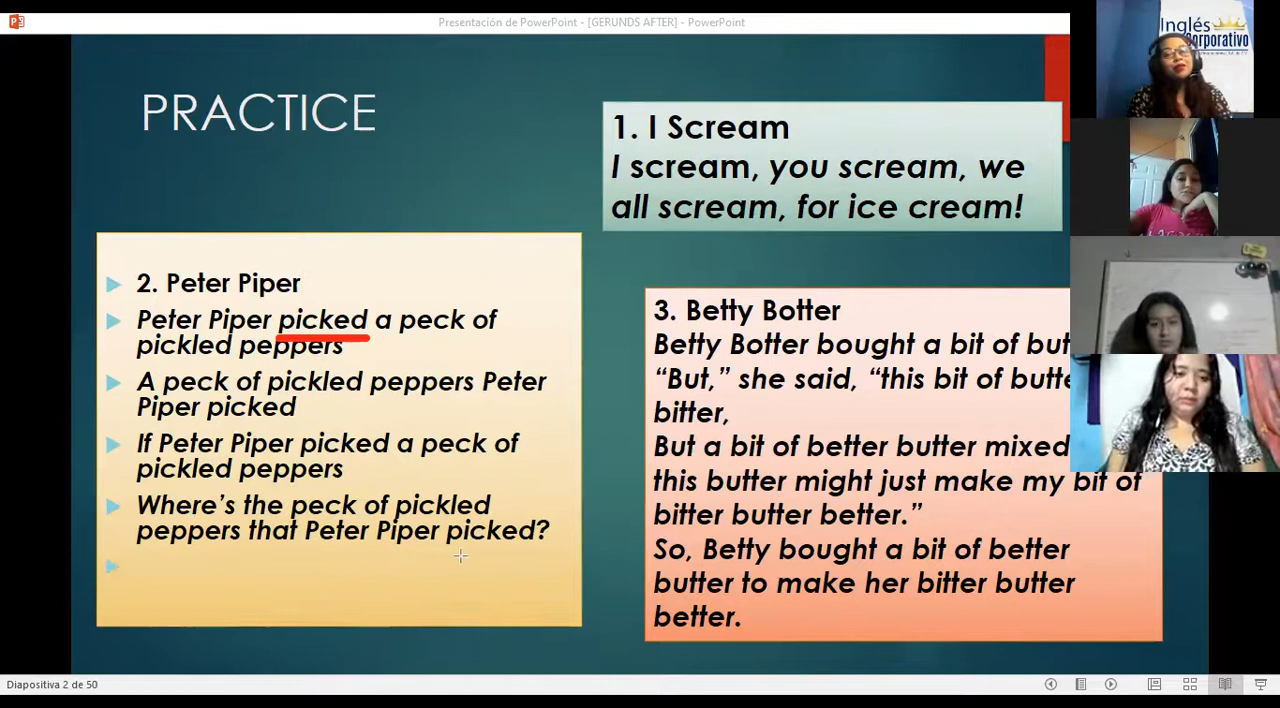 Presentación de PowerPoint - [GERUNDS AFTER] - PowerPoint
Inglés
Corporativo
PRACTICE
1. I Scream
I scream, you scream, we
all scream, for ice cream!
2. Peter Piper
Peter Piper picked a peck of
pickled peppers
A peck of pickled peppers Peter
Piper picked
If Peter Piper picked a peck of
pickled peppers
Where's the peck of pickled
peppers that Peter Piper picked?
3. Betty Botter
Betty Botter bought a bit of
“But,” she said, “this bit of
bitter,
But a bit of better butter mixed
this butter might just make my bit of
bitter butter better.”
So, Betty bought a bit of better
butter to make her bitter butter
better.
Diapositiva 2 de 50